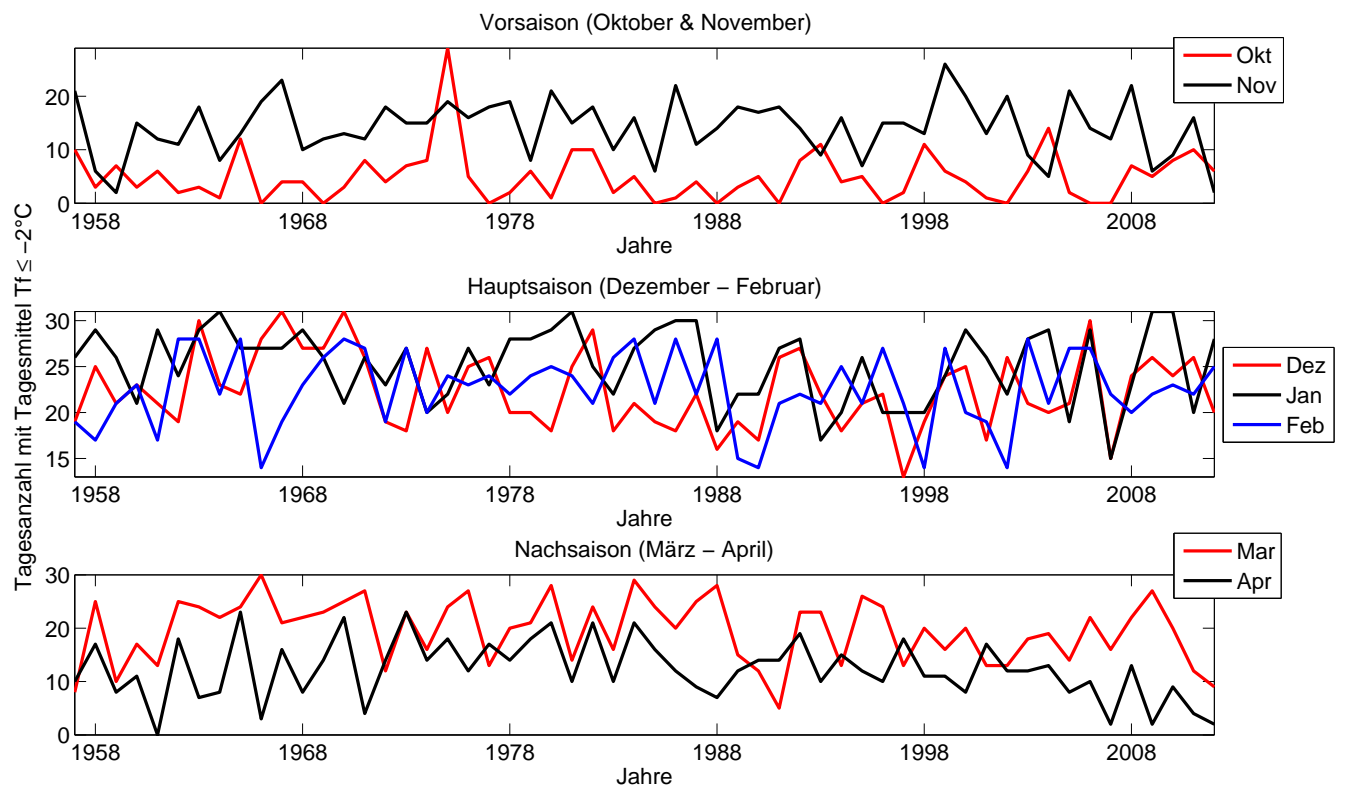 Vorsaison (Oktober & November)
Okt
Nov
20
10
0
1958 1968 1978 1988 1998 2008
Jahre
Tagesanzahl mit Tagesmittel Tf ≤ −2°C
Hauptsaison (Dezember − Februar)
30
25
20
15
Dez
Jan
Feb
1958 1968 1978 1988 1998 2008
Jahre
Nachsaison (März − April)
Mar
Apr
30
20
10
0
1958 1968 1978 1988 1998 2008
Jahre